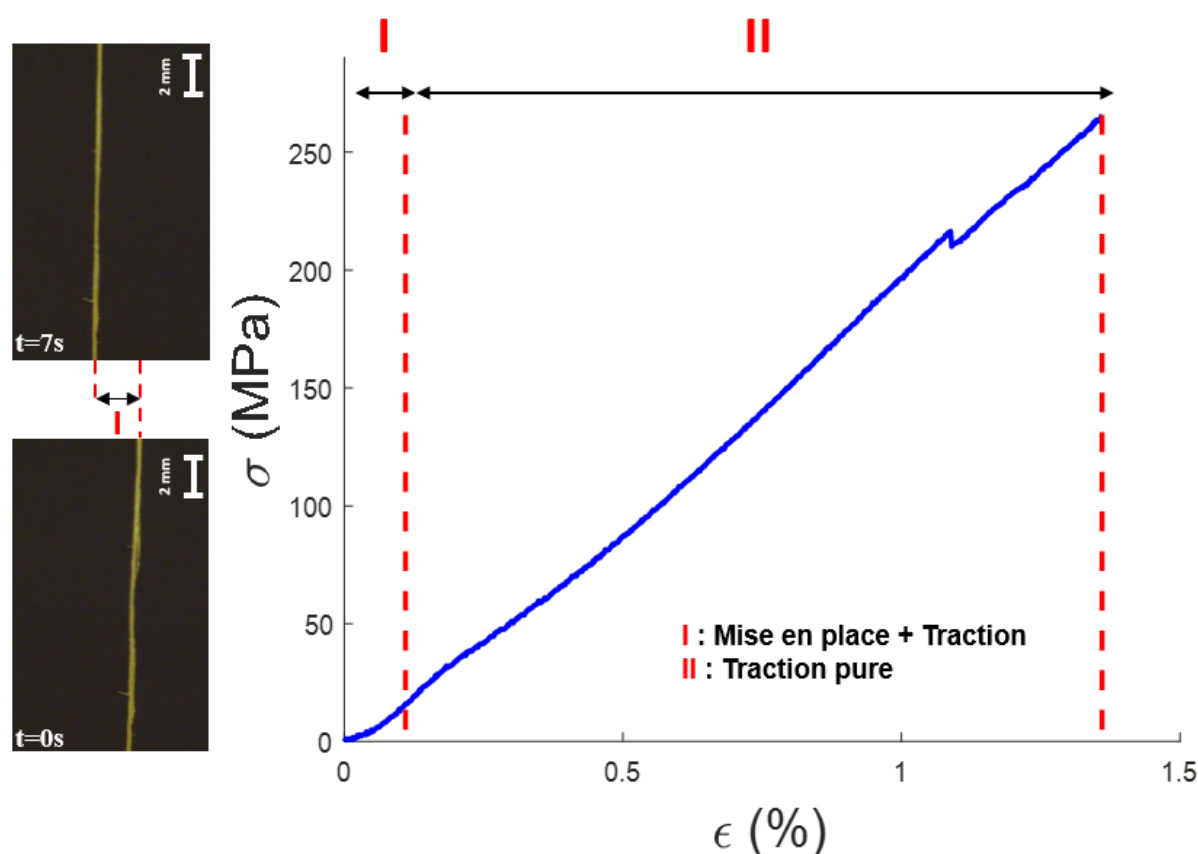 I
II
2 mm
t=7s
I
2 mm
t=0s
σ (MPa)
250
200
150
100
50
0
I : Mise en place + Traction
II : Traction pure
0
0.5
1
1.5
ϵ (%)